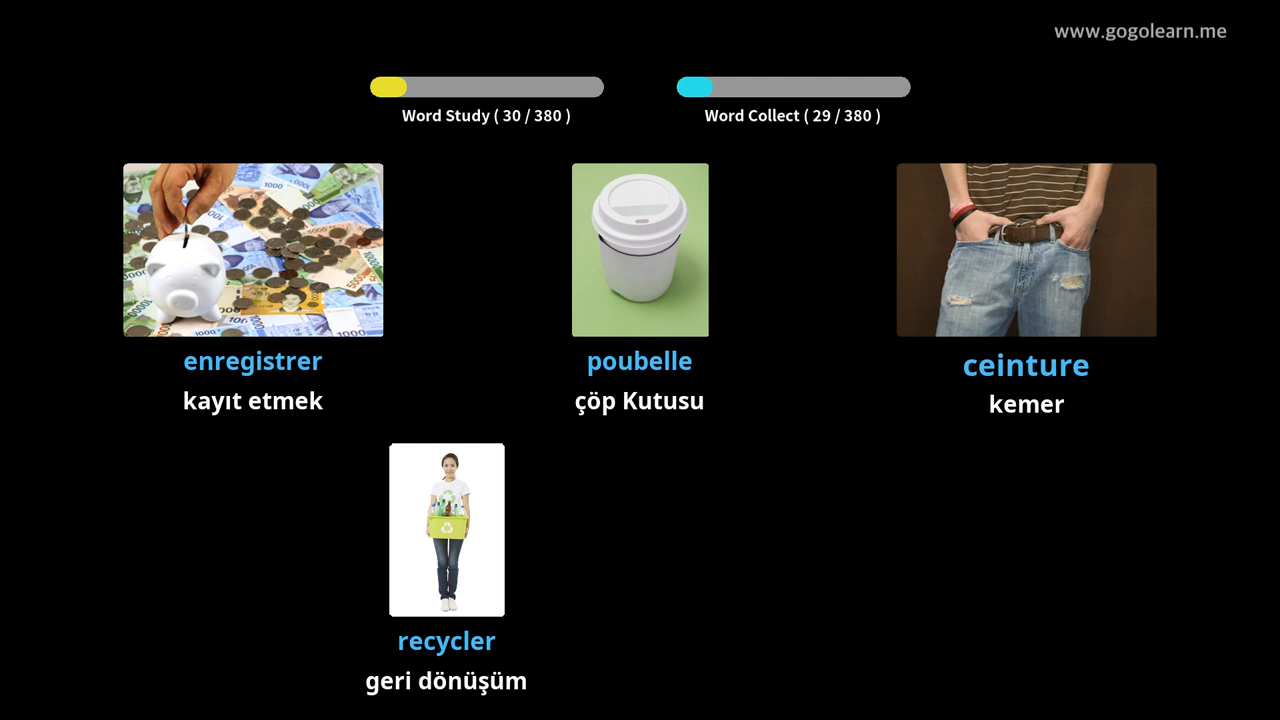 www.gogolearn.me
Word Study ( 30 / 380 )
Word Collect ( 29 / 380 )
enregistrer
kayıt etmek
poubelle
çöp Kutusu
ceinture
kemer
recycler
geri dönüşüm